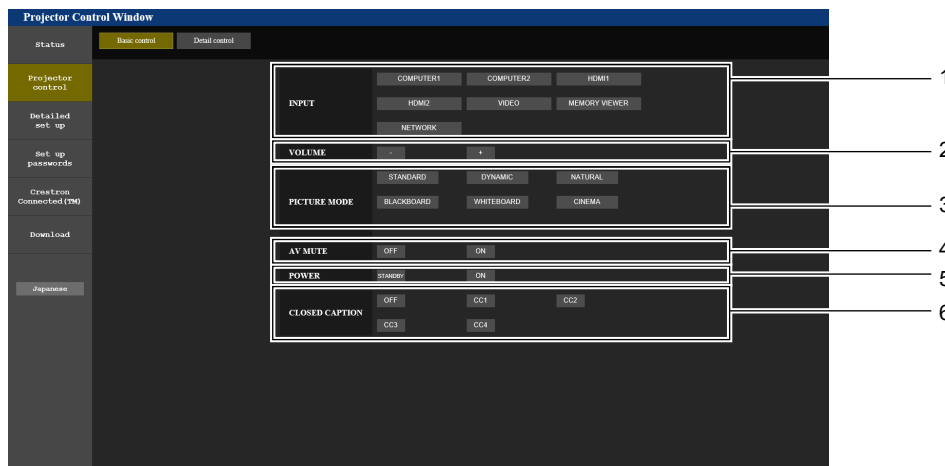 Projector Control Window
Status
Basic control
Detail control
Projector
control
Detailed
set up
Set up
passwords
Crestron
Connected(TM)
Download
Japanese
INPUT
COMPUTER1
COMPUTER2
HDMI1
HDMI2
VIDEO
MEMORY VIEWER
NETWORK
1
VOLUME
-
+
2
PICTURE MODE
STANDARD
DYNAMIC
NATURAL
BLACKBOARD
WHITEBOARD
CINEMA
3
AV MUTE
OFF
ON
4
POWER
STANDBY
ON
5
CLOSED CAPTION
OFF
CC1
CC2
CC3
CC4
6